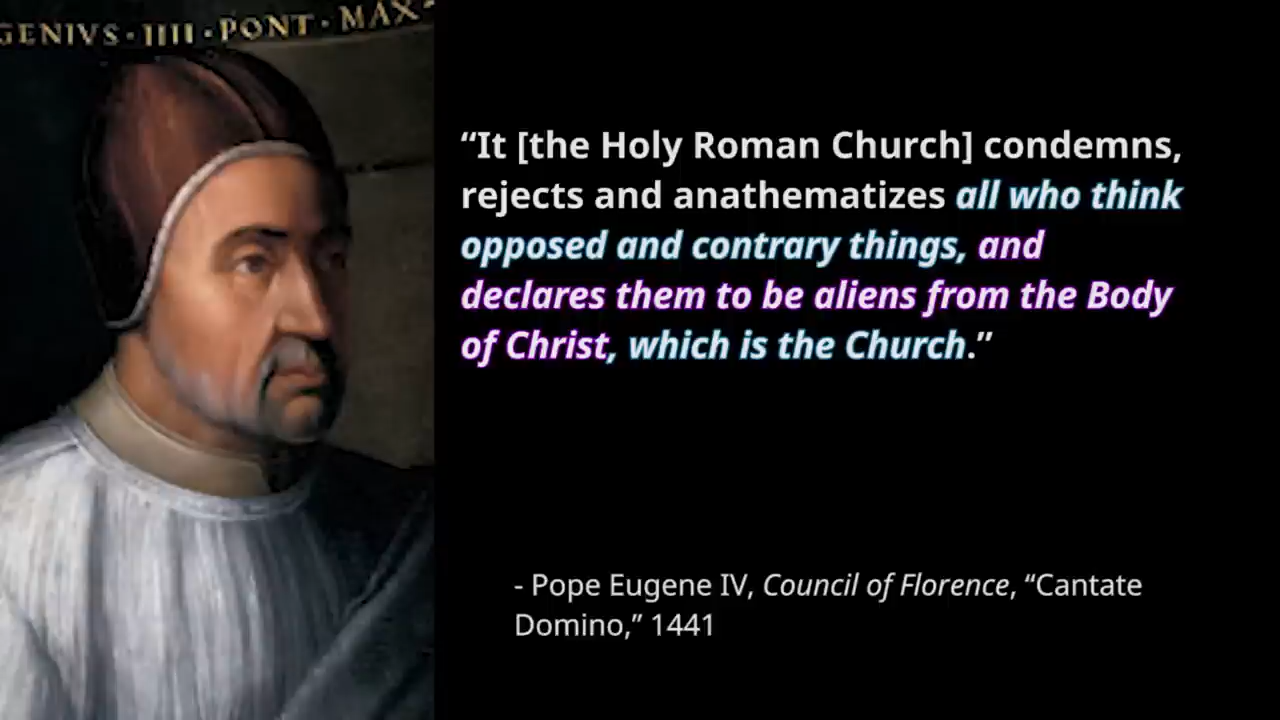 GENIVS · IIII · PONT · MAX ·
“It [the Holy Roman Church] condemns,
rejects and anathematizes all who think
opposed and contrary things, and
declares them to be aliens from the Body
of Christ, which is the Church.”
- Pope Eugene IV, Council of Florence, “Cantate
Domino,” 1441